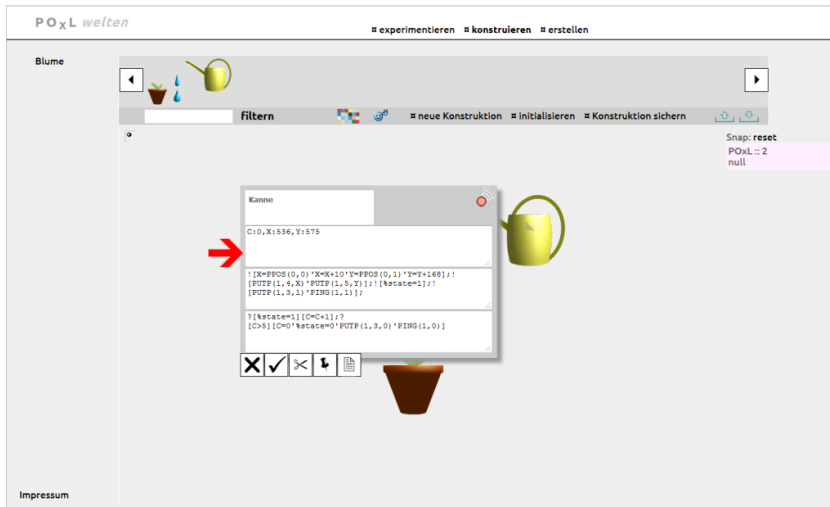 POXL welten
¤ experimentieren ¤ konstruieren ¤ erstellen
Blume
filtern ¤ neue Konstruktion ¤ initialisieren ¤ Konstruktion sichern
Snap: reset
POxL :: 2
null
Kanne
C:0,X:536,Y:575
![X=PPOS(0,0)'X=X+10'Y=PPOS(0,1)'Y=Y+168];!
[PUTP(1,4,X)'PUTP(1,5,Y)];![%state=1];!
[PUTP(1,3,1)'PING(1,1)];
?[%state=1][C=C+1];?
[C>5][C=0'%state=0'PUTP(1,3,0)'PING(1,0)]
Impressum